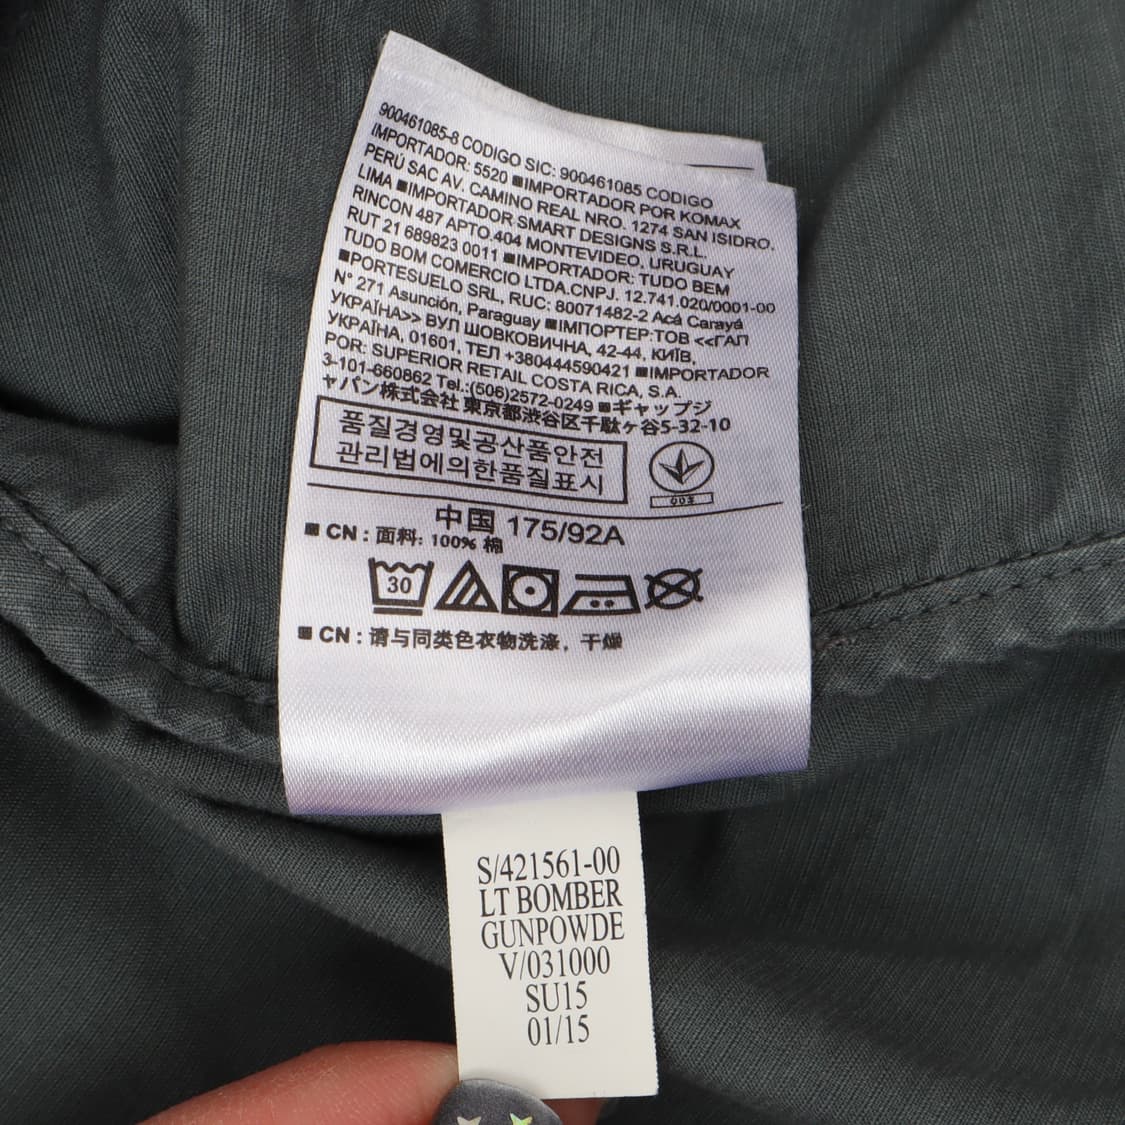 900461085-8 CODIGO SIC: 900461085 CODIGO
IMPORTADOR: 5520 ■IMPORTADOR POR KOMAX
PERÚ SAC AV. CAMINO REAL NRO. 1274 SAN ISIDRO.
LIMA ■IMPORTADOR SMART DESIGNS S.R.L.
RINCON 487 APTO.404 MONTEVIDEO, URUGUAY
RUT 21 689823 0011 ■IMPORTADOR: TUDO BEM
TUDO BOM COMERCIO LTDA.CNPJ. 12.741.020/0001-00
■PORTESUELO SRL, RUC: 80071482-2 Acá Carayá
N° 271 Asunción, Paraguay ■ІМПОРТЕР:ТОВ <<ГАП
УКРАЇНА>> ВУЛ ШОВКОВИЧНА, 42-44, КИЇВ,
УКРАЇНА, 01601, ТЕЛ +380444590421 ■IMPORTADOR
POR: SUPERIOR RETAIL COSTA RICA, S.A.
3-101-660862 Tel.:(506)2572-0249 ■ギャップジ
ャパン株式会社 東京都渋谷区千駄ヶ谷5-32-10
품질경영및공산품안전
관리법에의한품질표시
003
中国 175/92A
■ CN : 面料: 100% 棉
30
■ CN : 请与同类色衣物洗涤，干燥
S/421561-00
LT BOMBER
GUNPOWDE
V/031000
SU15
01/15